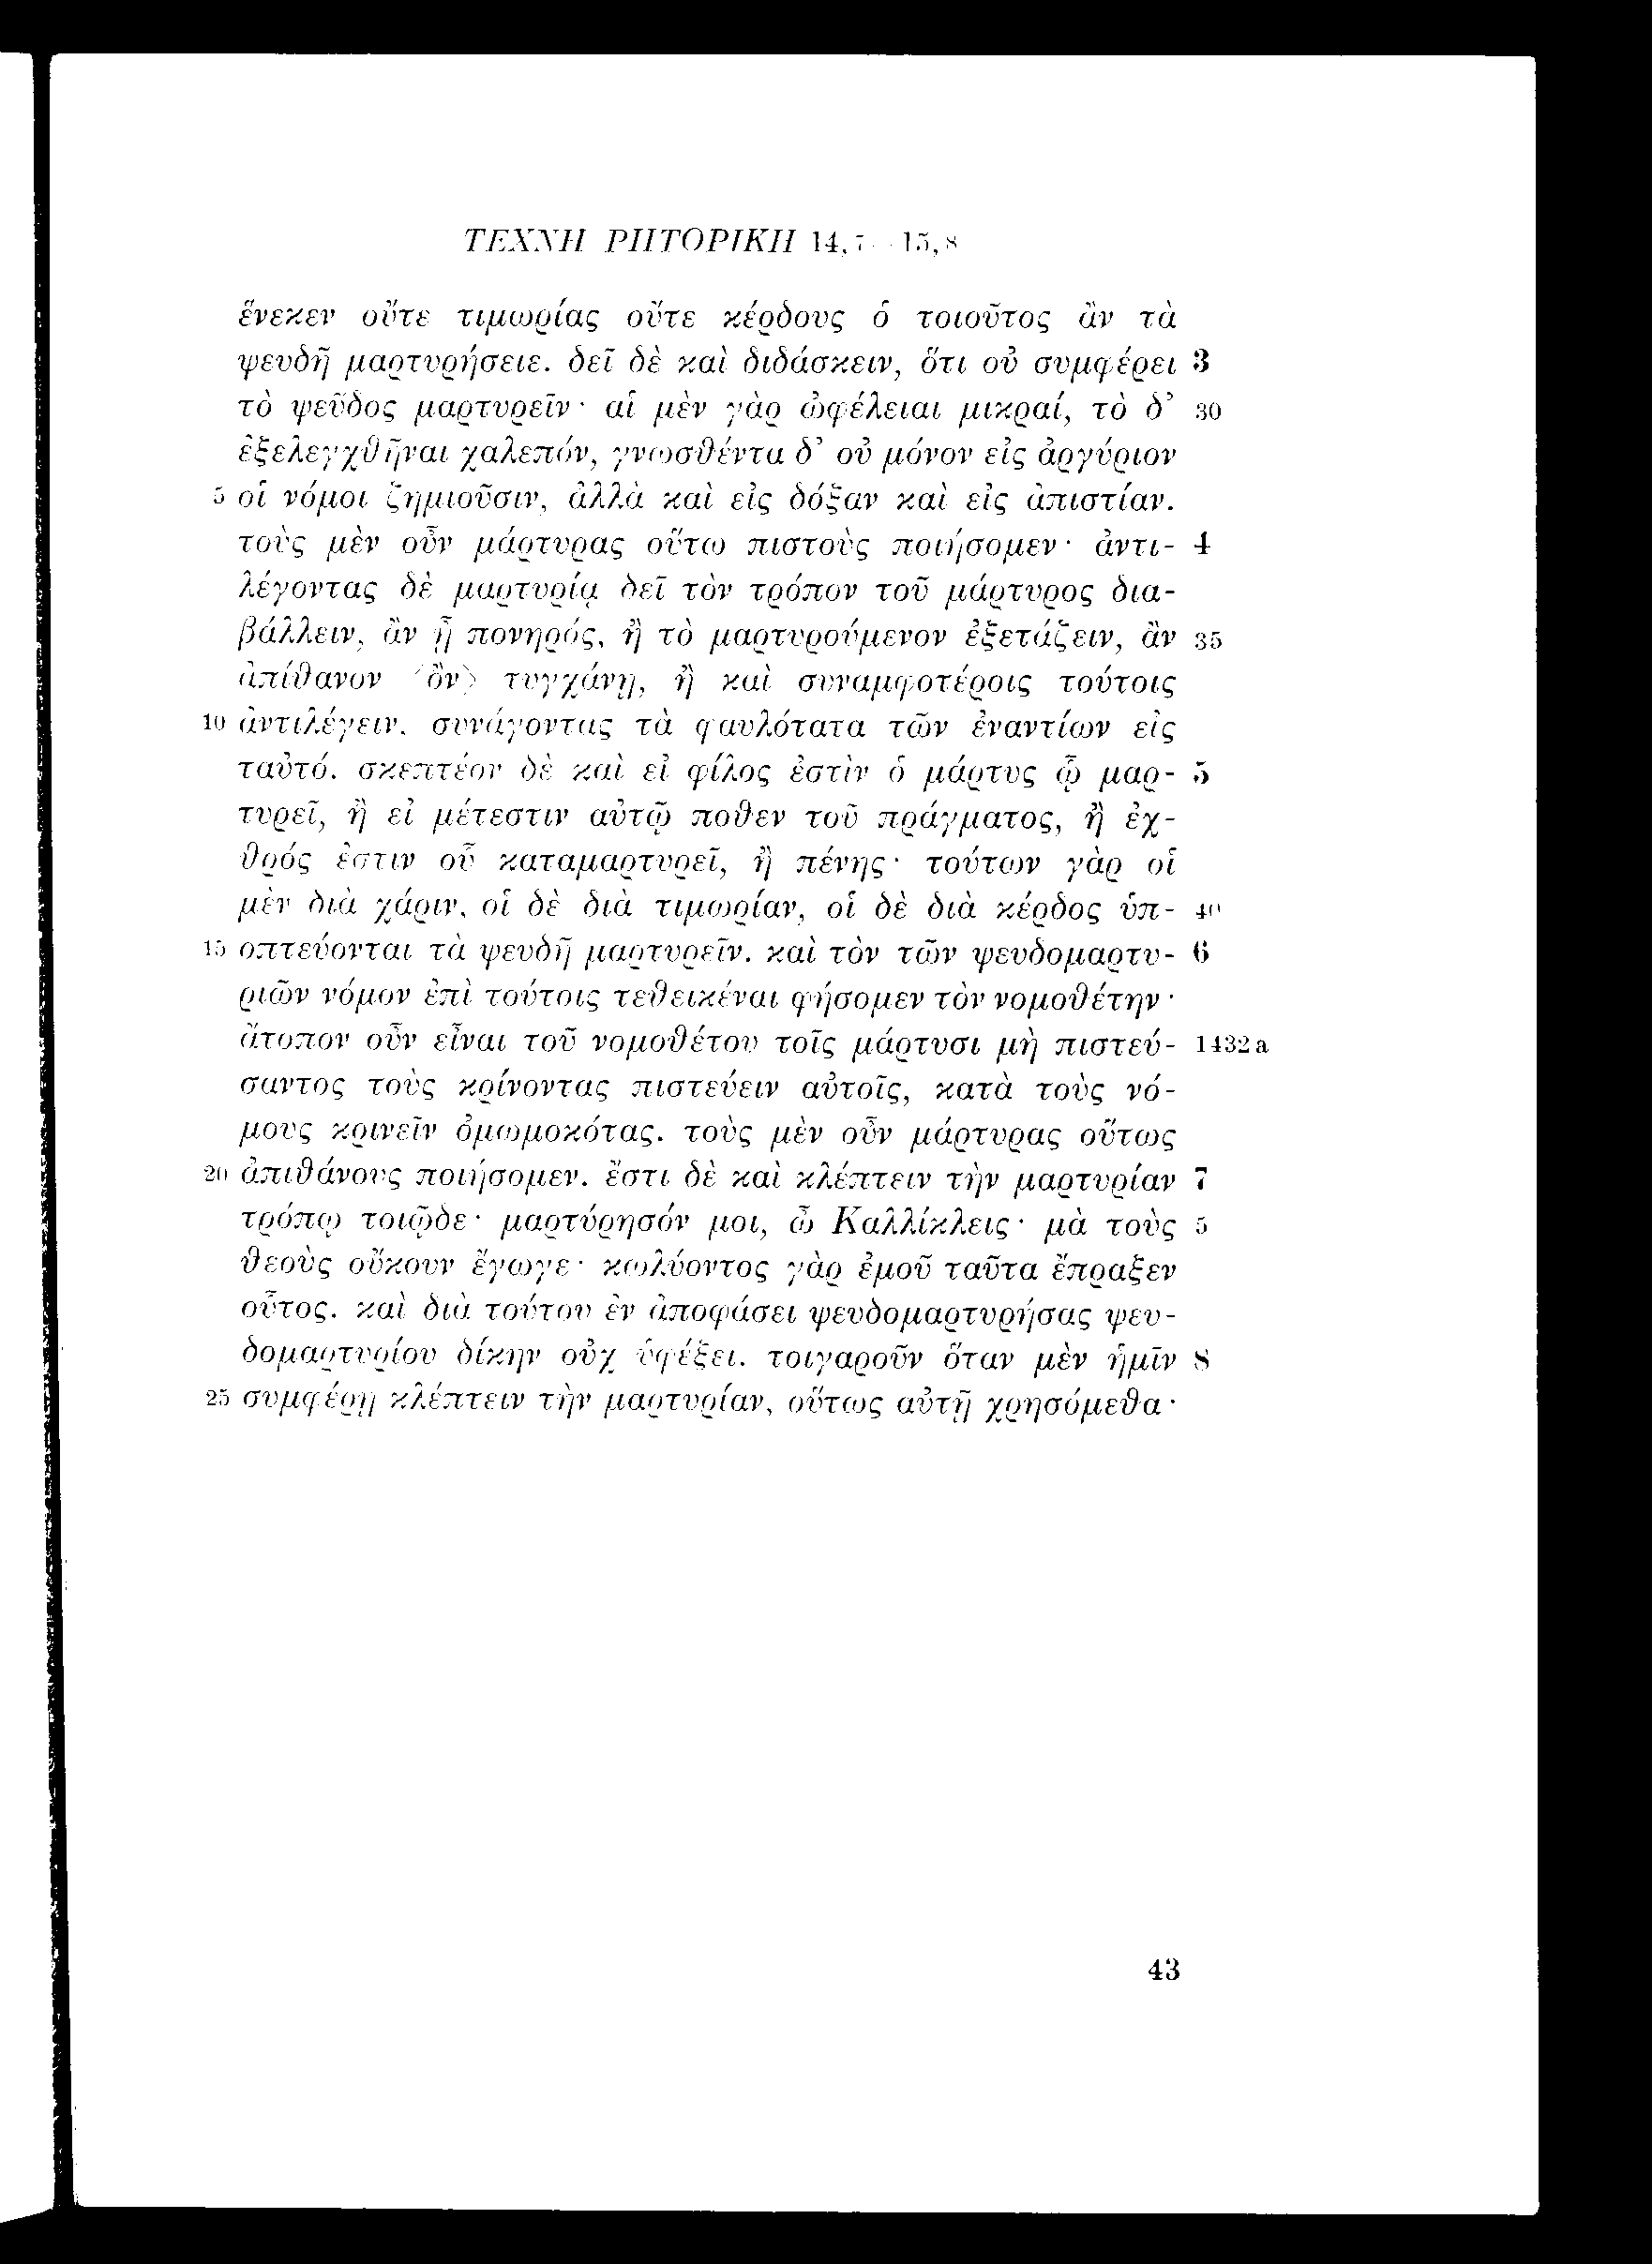 ΤΕΧΝΗ ΡΗΤΟΡΙΚΗ 14,7–15,8
ἕνεκεν οὔτε τιμωρίας οὔτε κέρδους ὁ τοιοῦτος ἂν τὰ
ψευδῆ μαρτυρήσειε. δεῖ δὲ καὶ διδάσκειν, ὅτι οὐ συμφέρει 3
τὸ ψεῦδος μαρτυρεῖν· αἱ μὲν γὰρ ὠφέλειαι μικραί, τὸ δ’ 30
ἐξελεγχθῆναι χαλεπόν, γνωσθέντα δ’ οὐ μόνον εἰς ἀργύριον
5 οἱ νόμοι ζημιοῦσιν, ἀλλὰ καὶ εἰς δόξαν καὶ εἰς ἀπιστίαν.
τοὺς μὲν οὖν μάρτυρας οὕτω πιστοὺς ποιήσομεν· ἀντι- 4
λέγοντας δὲ μαρτυρίᾳ δεῖ τὸν τρόπον τοῦ μάρτυρος δια-
βάλλειν, ἂν ᾖ πονηρός, ἢ τὸ μαρτυρούμενον ἐξετάζειν, ἂν 35
ἀπίθανον ⟨ὂν⟩ τυγχάνῃ, ἢ καὶ συναμφοτέροις τούτοις
10 ἀντιλέγειν, συνάγοντας τὰ φαυλότατα τῶν ἐναντίων εἰς
ταὐτό. σκεπτέον δὲ καὶ εἰ φίλος ἐστὶν ὁ μάρτυς ᾧ μαρ- 5
τυρεῖ, ἢ εἰ μέτεστιν αὐτῷ ποθεν τοῦ πράγματος, ἢ ἐχ-
θρός ἐστιν οὗ καταμαρτυρεῖ, ἢ πένης· τούτων γὰρ οἱ
μὲν διὰ χάριν, οἱ δὲ διὰ τιμωρίαν, οἱ δὲ διὰ κέρδος ὑπ- 40
15 οπτεύονται τὰ ψευδῆ μαρτυρεῖν. καὶ τὸν τῶν ψευδομαρτυ- 6
ριῶν νόμον ἐπὶ τούτοις τεθεικέναι φήσομεν τὸν νομοθέτην·
ἄτοπον οὖν εἶναι τοῦ νομοθέτου τοῖς μάρτυσι μὴ πιστεύ- 1432a
σαντος τοὺς κρίνοντας πιστεύειν αὐτοῖς, κατὰ τοὺς νό-
μους κρινεῖν ὀμωμοκότας. τοὺς μὲν οὖν μάρτυρας οὕτως
20 ἀπιθάνους ποιήσομεν. ἔστι δὲ καὶ κλέπτειν τὴν μαρτυρίαν 7
τρόπῳ τοιῷδε· μαρτύρησόν μοι, ὦ Καλλίκλεις· μὰ τοὺς 5
θεοὺς οὔκουν ἔγωγε· κωλύοντος γὰρ ἐμοῦ ταῦτα ἔπραξεν
οὗτος. καὶ διὰ τούτου ἐν ἀποφάσει ψευδομαρτυρήσας ψευ-
δομαρτυρίου δίκην οὐχ ὑφέξει. τοιγαροῦν ὅταν μὲν ἡμῖν 8
25 συμφέρῃ κλέπτειν τὴν μαρτυρίαν, οὕτως αὐτῇ χρησόμεθα·
43